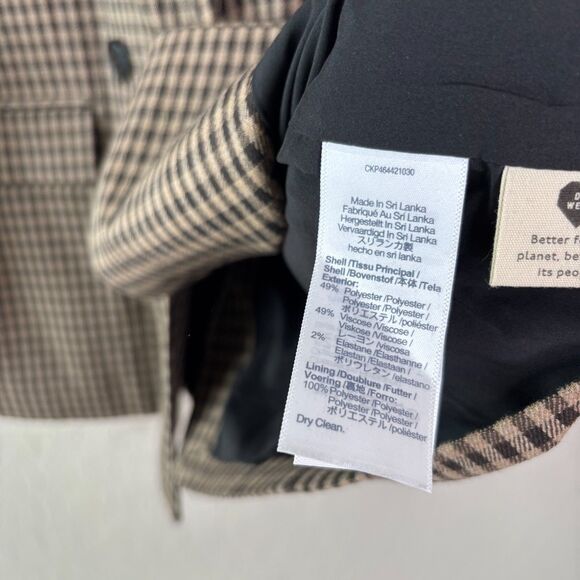 CKP464421030
Made In Sri Lanka
Fabriqué Au Sri Lanka
Hergestellt In Sri Lanka
Vervaardigd In Sri Lanka
スリランカ製
hecho en sri lanka
Shell /Tissu Principal /
Shell /Bovenstof /本体 /Tela
Exterior:
49% Polyester /Polyester /
Polyester /Polyester /
ポリエステル /poliéster
49% Viscose /Viscose /
Viskose /Viscose /
レーヨン /viscosa
2% Elastane /Elasthanne /
Elastan /Elastaan /
ポリウレタン /elastano
Lining /Doublure /Futter /
Voering /裏地 /Forro:
100% Polyester /Polyester /
Polyester /Polyester /
ポリエステル /poliéster
Dry Clean.
D
WE
Better f
planet, be
its peo